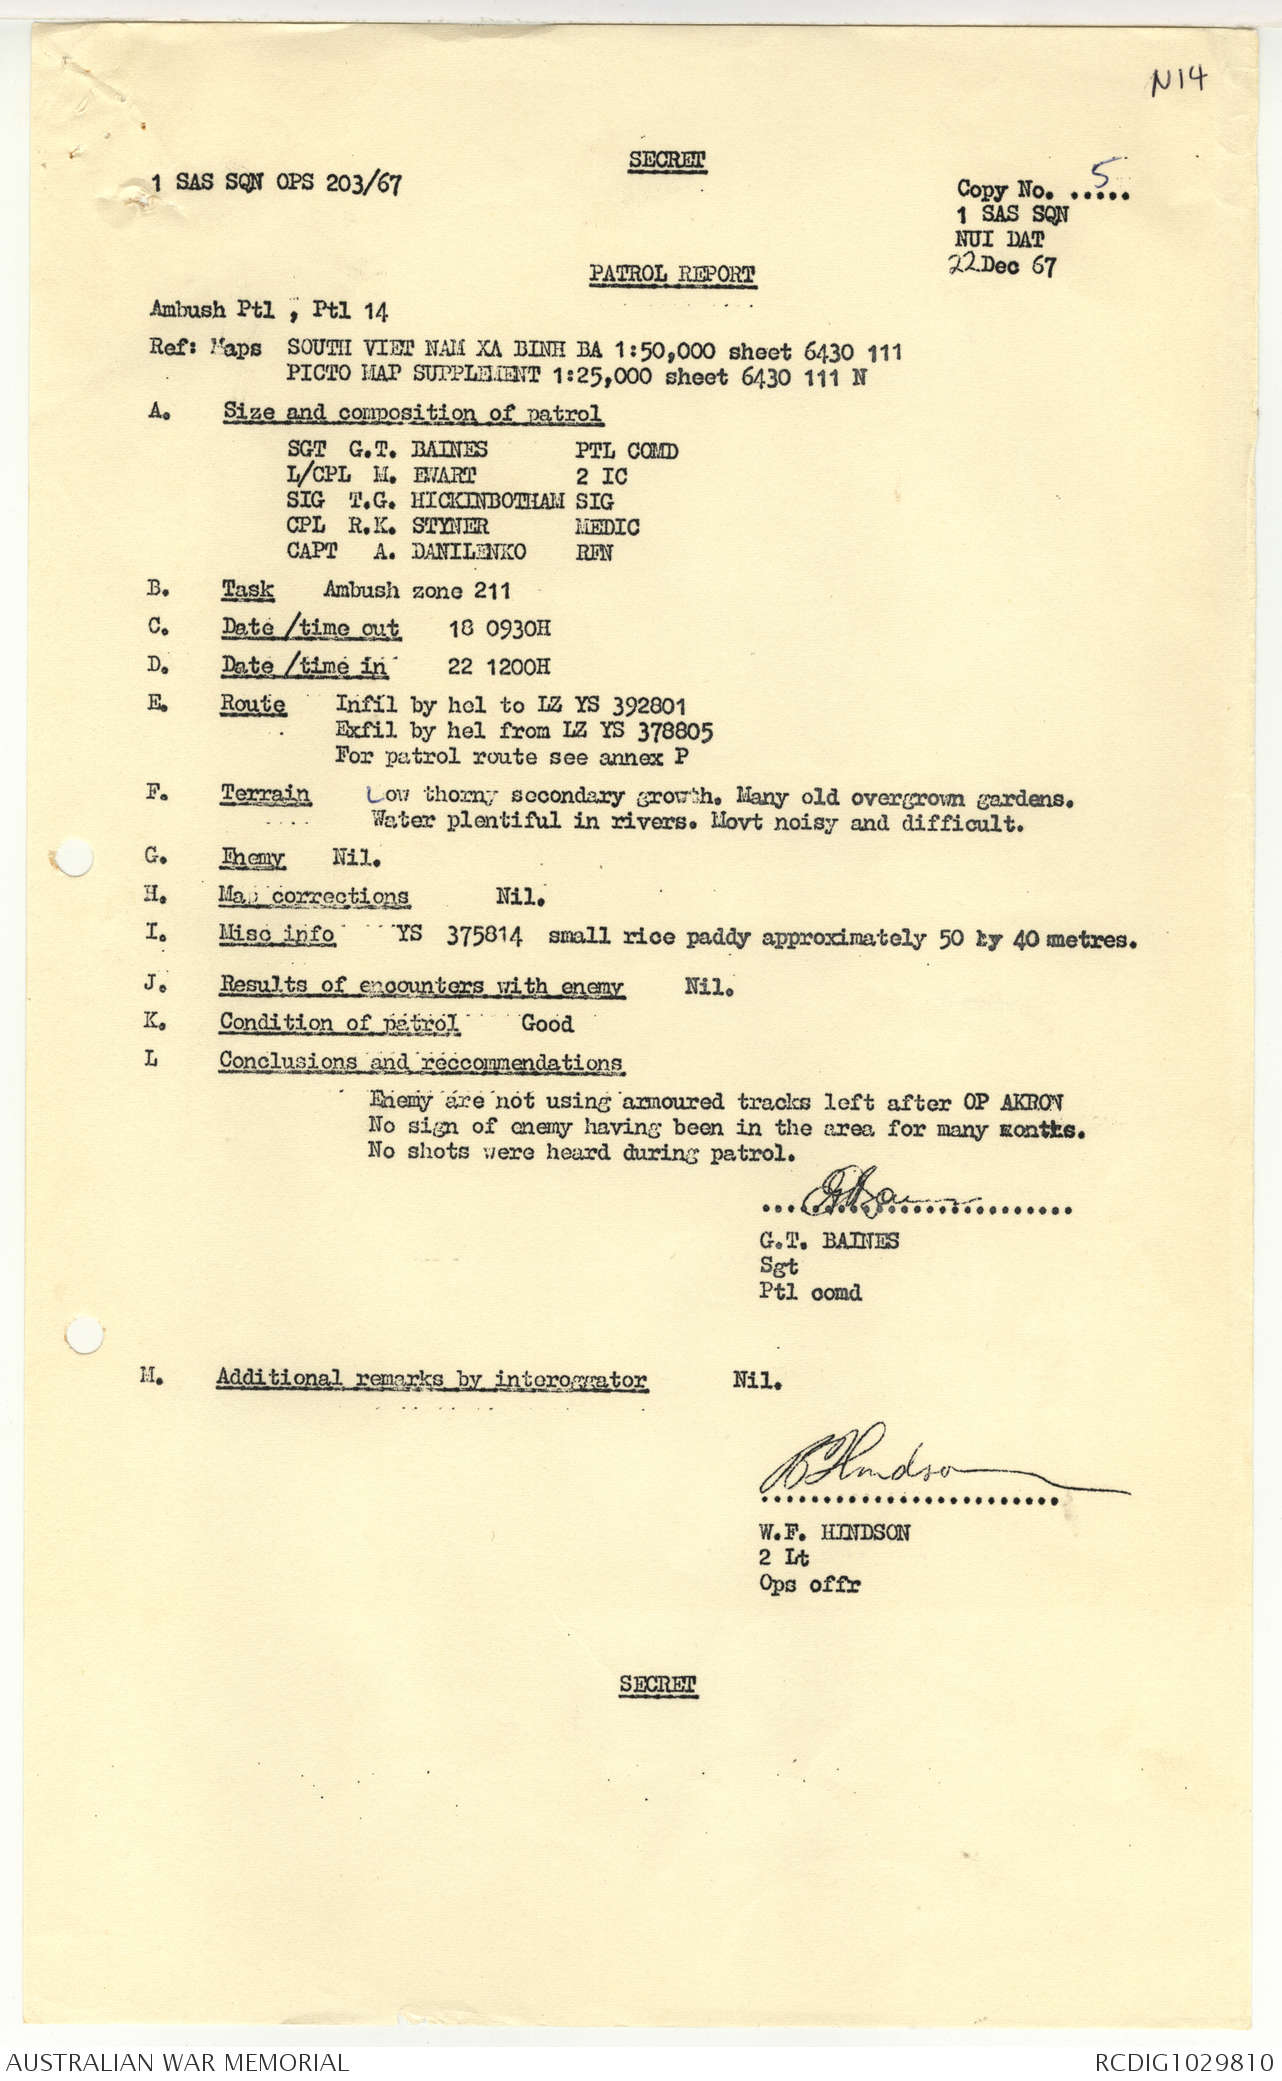 N14
SECRET
1 SAS SQN OPS 203/67
Copy No. ..5...
1 SAS SQN
NUI DAT
22 Dec 67
PATROL REPORT
Ambush Ptl , Ptl 14
Ref: Maps SOUTH VIET NAM XA BINH BA 1:50,000 sheet 6430 111
PICTO MAP SUPPLEMENT 1:25,000 sheet 6430 111 N
A. Size and composition of patrol
SGT G.T. BAINES PTL COMD
L/CPL M. EWART 2 IC
SIG T.G. HICKINBOTHAM SIG
CPL R.K. STYNER MEDIC
CAPT A. DANILENKO RFN
B. Task Ambush zone 211
C. Date /time out 18 0930H
D. Date /time in 22 1200H
E. Route Infil by hel to LZ YS 392801
Exfil by hel from LZ YS 378805
For patrol route see annex P
F. Terrain Low thorny secondary growth. Many old overgrown gardens.
Water plentiful in rivers. Movt noisy and difficult.
G. Enemy Nil.
H. Map corrections Nil.
I. Misc info YS 375814 small rice paddy approximately 50 by 40 metres.
J. Results of encounters with enemy Nil.
K. Condition of patrol Good
L Conclusions and reccommendations
Enemy are not using armoured tracks left after OP AKRON
No sign of enemy having been in the area for many months.
No shots were heard during patrol.
G.T. BAINES
Sgt
Ptl comd
M. Additional remarks by interoggator Nil.
W.F. HINDSON
2 Lt
Ops offr
SECRET
AUSTRALIAN WAR MEMORIAL RCDIG1029810